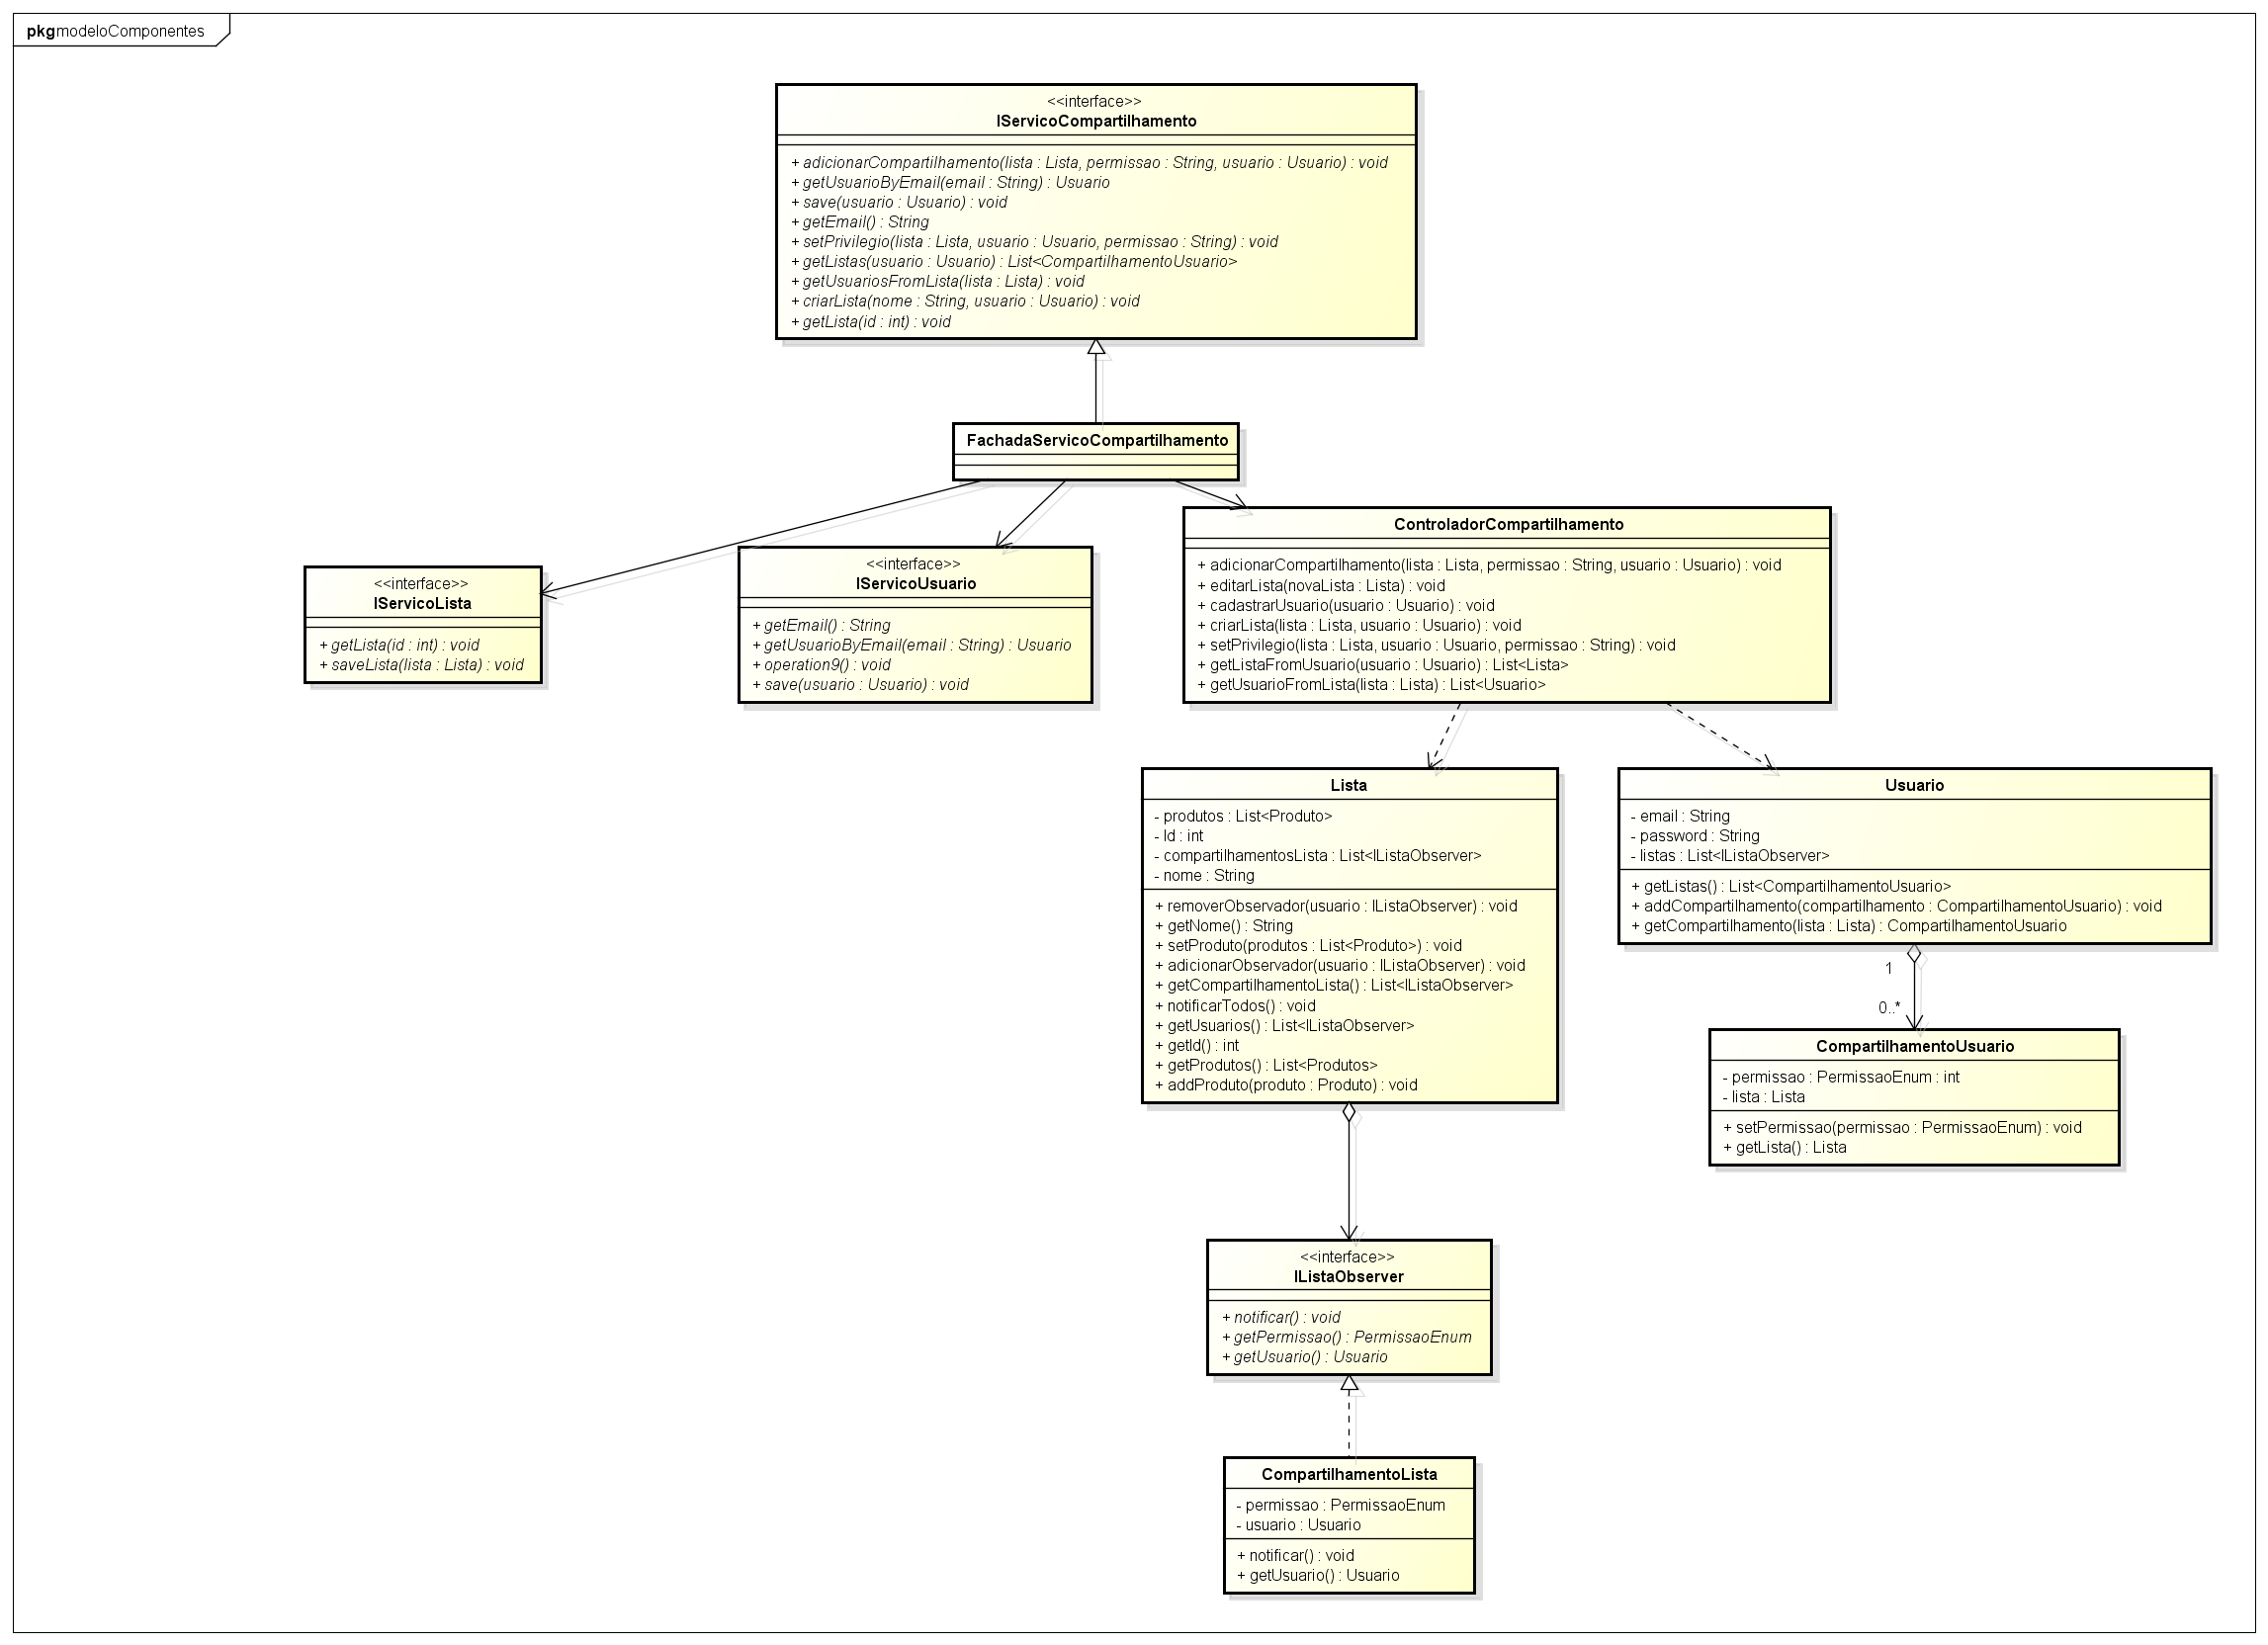 pkg modeloComponentes
<<interface>>
IServicoCompartilhamento
+ adicionarCompartilhamento(lista : Lista, permissao : String, usuario : Usuario) : void
+ getUsuarioByEmail(email : String) : Usuario
+ save(usuario : Usuario) : void
+ getEmail() : String
+ setPrivilegio(lista : Lista, usuario : Usuario, permissao : String) : void
+ getListas(usuario : Usuario) : List<CompartilhamentoUsuario>
+ getUsuariosFromLista(lista : Lista) : void
+ criarLista(nome : String, usuario : Usuario) : void
+ getLista(id : int) : void
FachadaServicoCompartilhamento
<<interface>>
IServicoLista
+ getLista(id : int) : void
+ saveLista(lista : Lista) : void
<<interface>>
IServicoUsuario
+ getEmail() : String
+ getUsuarioByEmail(email : String) : Usuario
+ operation9() : void
+ save(usuario : Usuario) : void
ControladorCompartilhamento
+ adicionarCompartilhamento(lista : Lista, permissao : String, usuario : Usuario) : void
+ editarLista(novaLista : Lista) : void
+ cadastrarUsuario(usuario : Usuario) : void
+ criarLista(lista : Lista, usuario : Usuario) : void
+ setPrivilegio(lista : Lista, usuario : Usuario, permissao : String) : void
+ getListaFromUsuario(usuario : Usuario) : List<Lista>
+ getUsuarioFromLista(lista : Lista) : List<Usuario>
Lista
- produtos : List<Produto>
- Id : int
- compartilhamentosLista : List<IListaObserver>
- nome : String
+ removerObservador(usuario : IListaObserver) : void
+ getNome() : String
+ setProduto(produtos : List<Produto>) : void
+ adicionarObservador(usuario : IListaObserver) : void
+ getCompartilhamentoLista() : List<IListaObserver>
+ notificarTodos() : void
+ getUsuarios() : List<IListaObserver>
+ getId() : int
+ getProdutos() : List<Produtos>
+ addProduto(produto : Produto) : void
Usuario
- email : String
- password : String
- listas : List<IListaObserver>
+ getListas() : List<CompartilhamentoUsuario>
+ addCompartilhamento(compartilhamento : CompartilhamentoUsuario) : void
+ getCompartilhamento(lista : Lista) : CompartilhamentoUsuario
1
0..*
CompartilhamentoUsuario
- permissao : PermissaoEnum : int
- lista : Lista
+ setPermissao(permissao : PermissaoEnum) : void
+ getLista() : Lista
<<interface>>
IListaObserver
+ notificar() : void
+ getPermissao() : PermissaoEnum
+ getUsuario() : Usuario
CompartilhamentoLista
- permissao : PermissaoEnum
- usuario : Usuario
+ notificar() : void
+ getUsuario() : Usuario